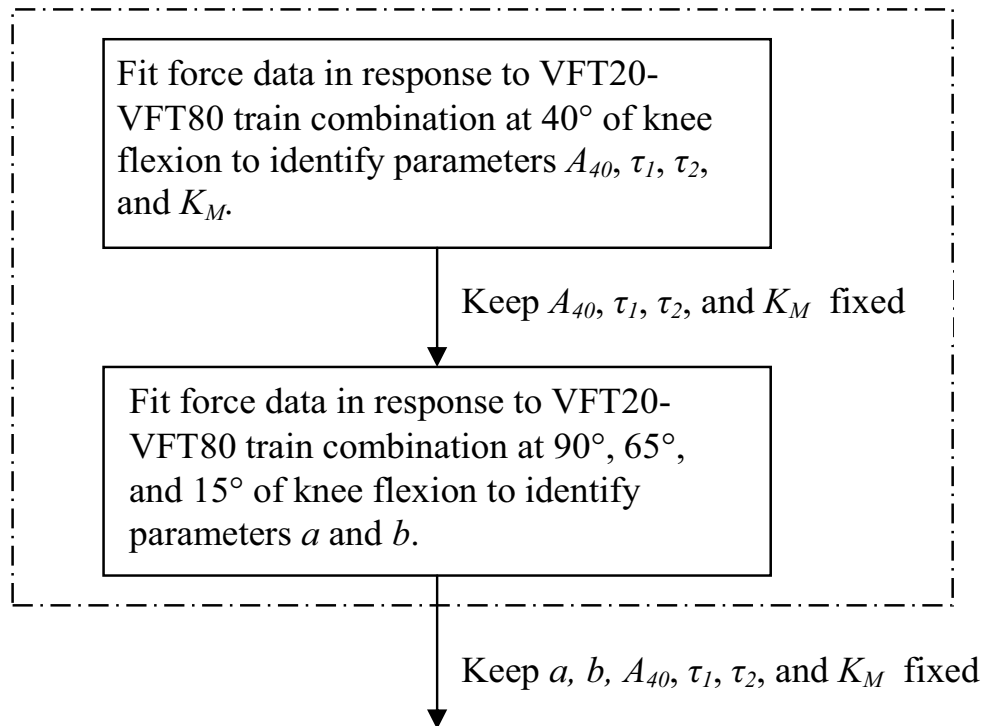 Fit force data in response to VFT20-
VFT80 train combination at 40° of knee
flexion to identify parameters A40, τ1, τ2,
and KM.
Keep A40, τ1, τ2, and KM fixed
Fit force data in response to VFT20-
VFT80 train combination at 90°, 65°,
and 15° of knee flexion to identify
parameters a and b.
Keep a, b, A40, τ1, τ2, and KM fixed